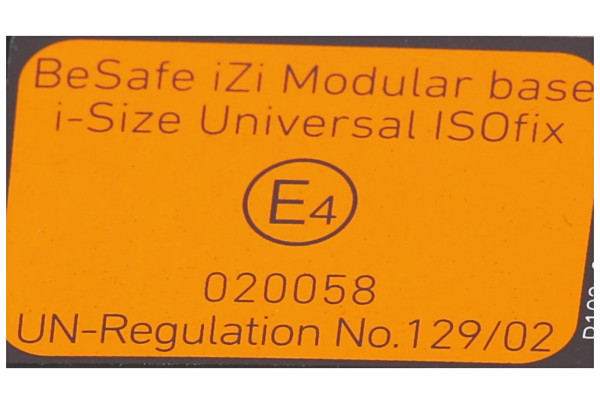 BeSafe iZi Modular base
i-Size Universal ISOfix
E4
020058
UN-Regulation No.129/02